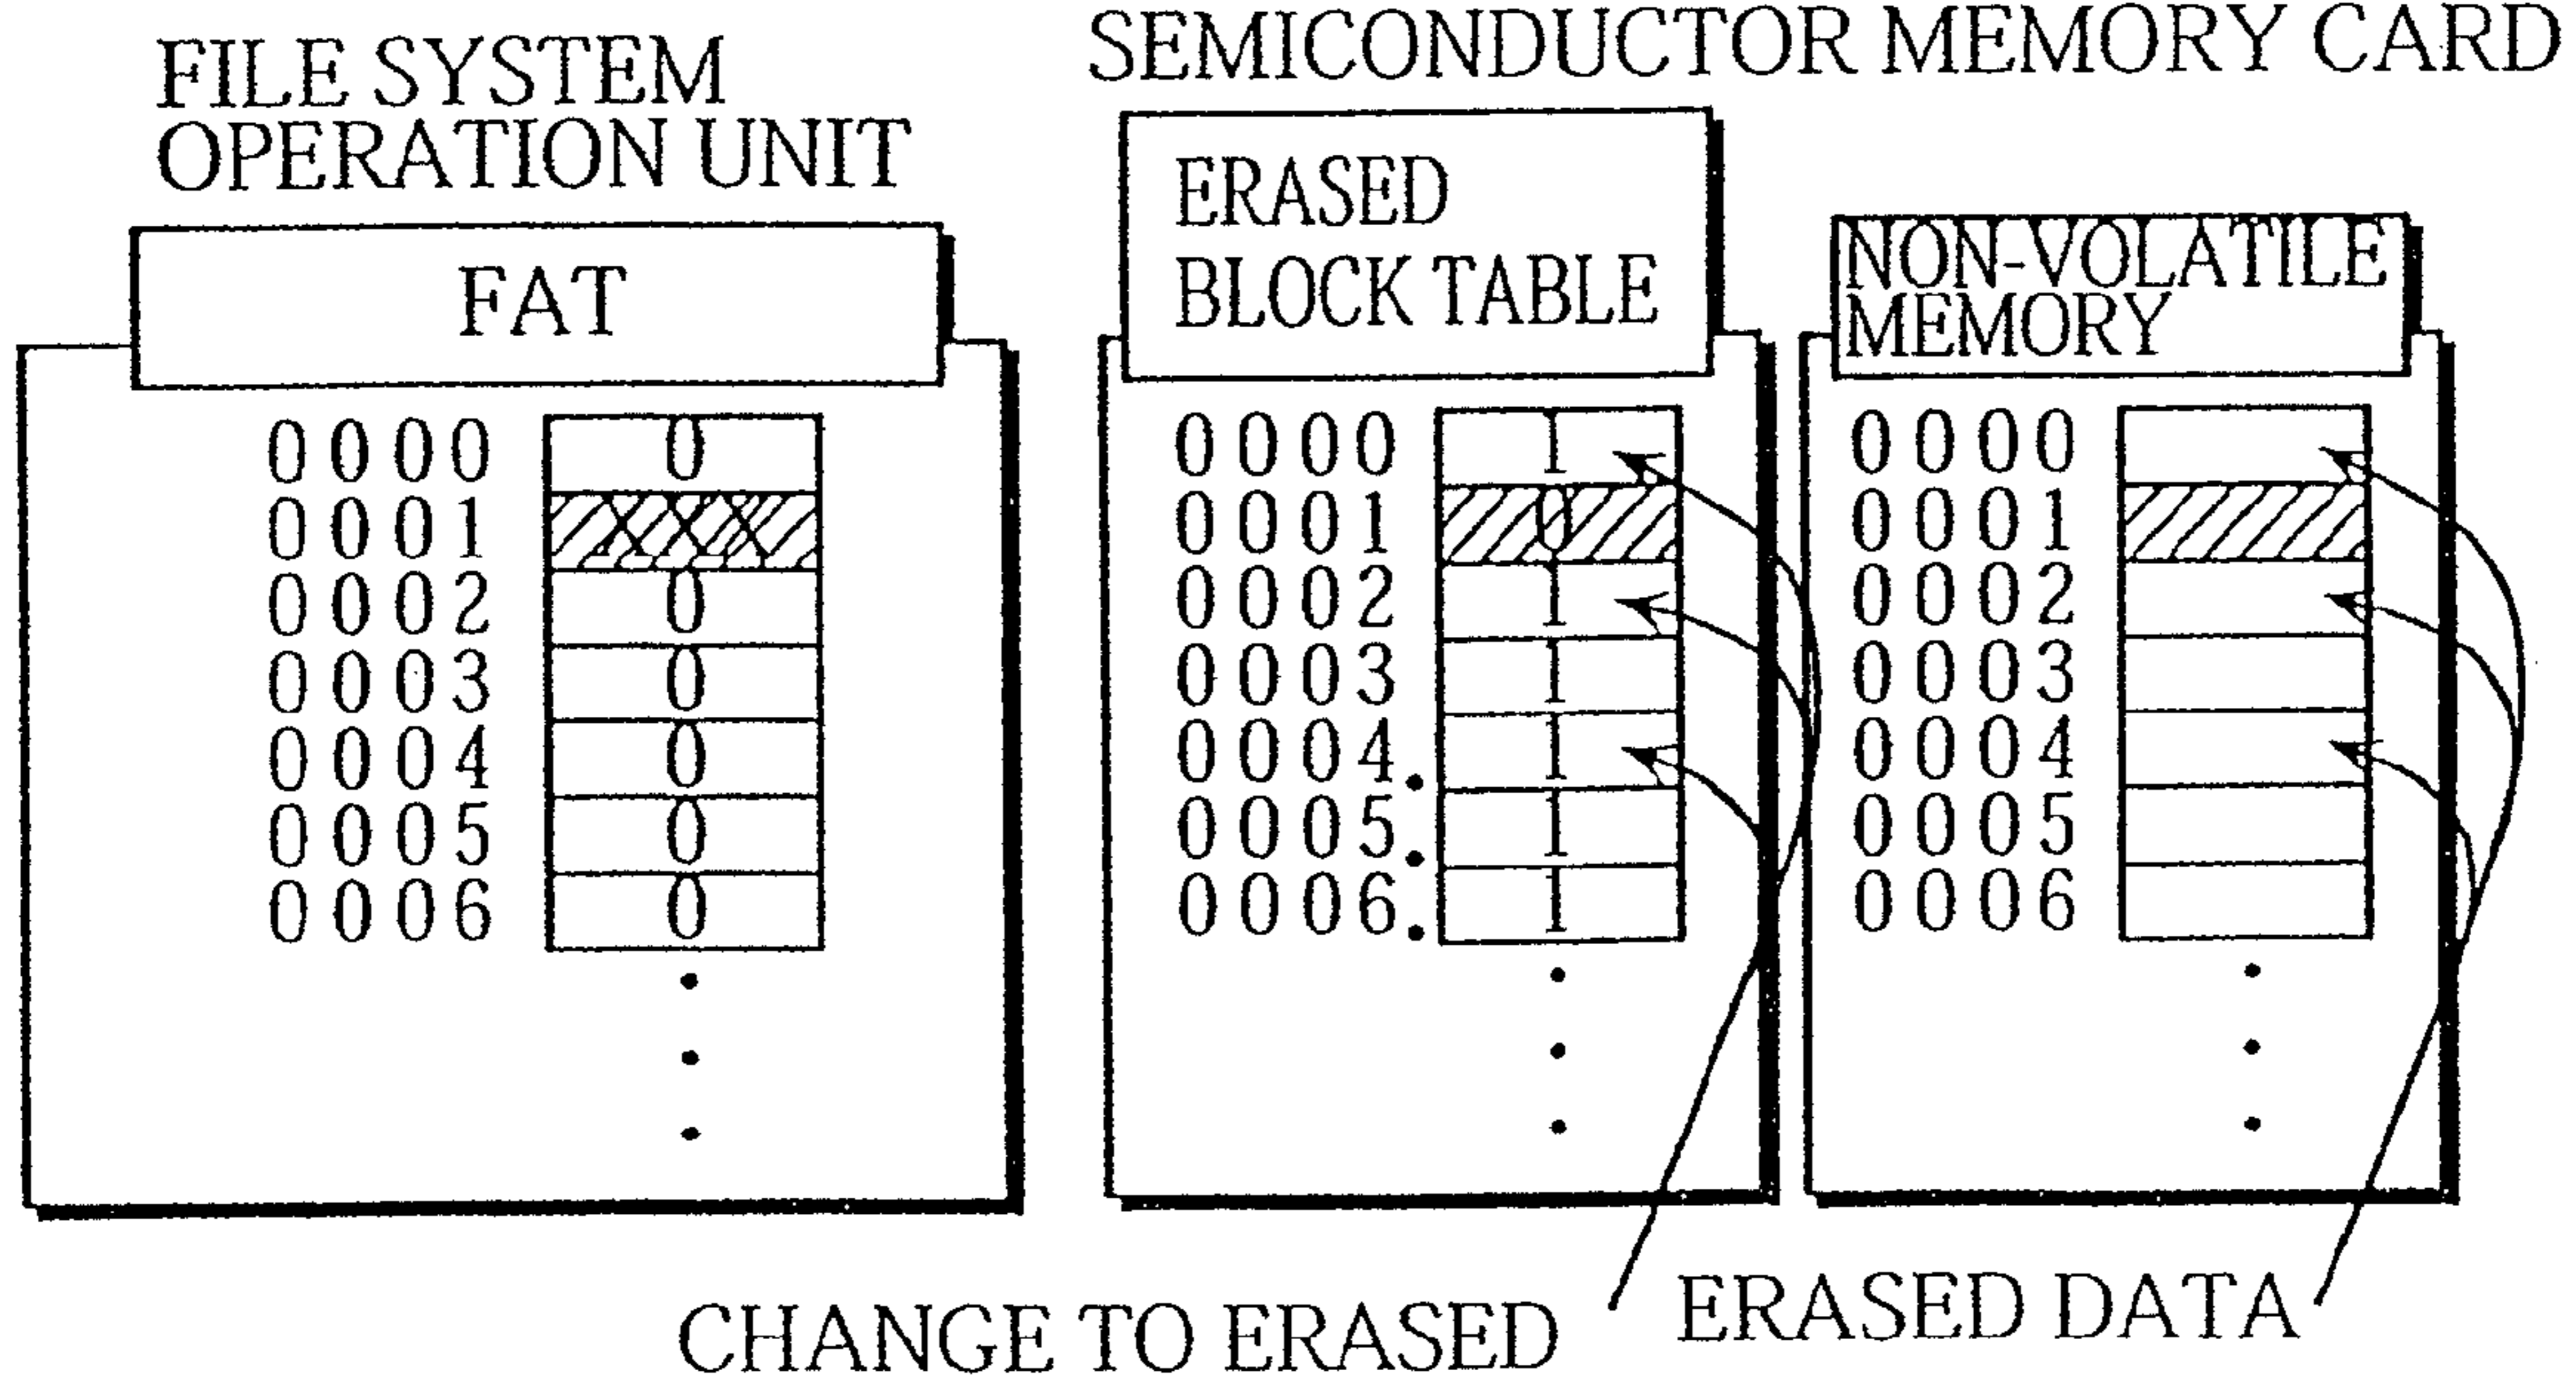 FILE SYSTEM
OPERATION UNIT
FAT
0000 0
0001 XXX
0002 0
0003 0
0004 0
0005 0
0006 0
SEMICONDUCTOR MEMORY CARD
ERASED
BLOCK TABLE
0000 1
0001 0
0002 1
0003 1
0004 1
0005 1
0006 1
NON-VOLATILE
MEMORY
0000
0001
0002
0003
0004
0005
0006
CHANGE TO ERASED
ERASED DATA